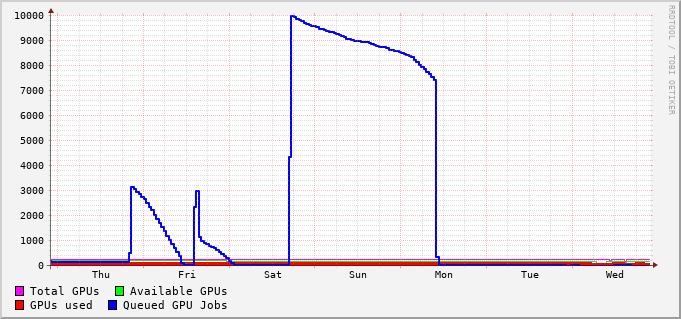 10000
9000
8000
7000
6000
5000
4000
3000
2000
1000
0
Thu Fri Sat Sun Mon Tue Wed
Total GPUs Available GPUs
GPUs used Queued GPU Jobs
RRDTOOL / TOBI OETIKER